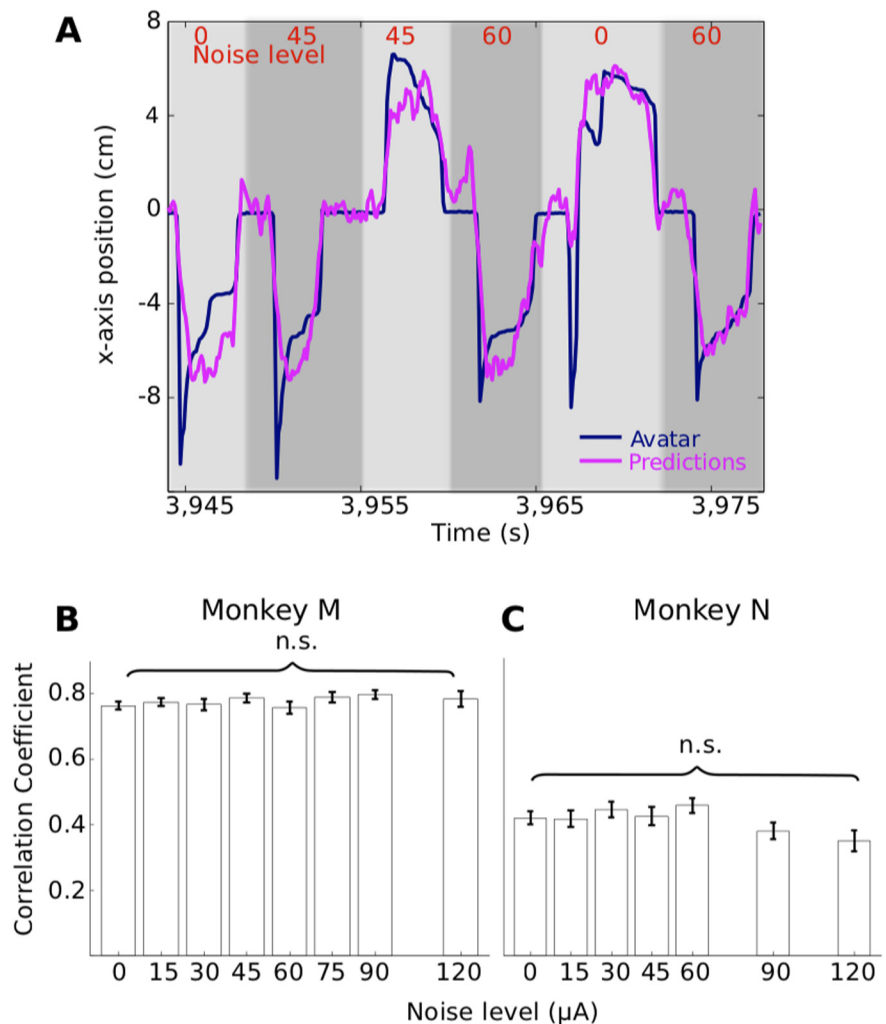 A
8
4
0
-4
-8
x-axis position (cm)
0 45 45 60 0 60
Noise level
Avatar
Predictions
3,945 3,955 3,965 3,975
Time (s)
B
Monkey M
n.s.
Correlation Coefficient
0.8
0.6
0.4
0.2
0 15 30 45 60 75 90 120
C
Monkey N
n.s.
0 15 30 45 60 90 120
Noise level (µA)